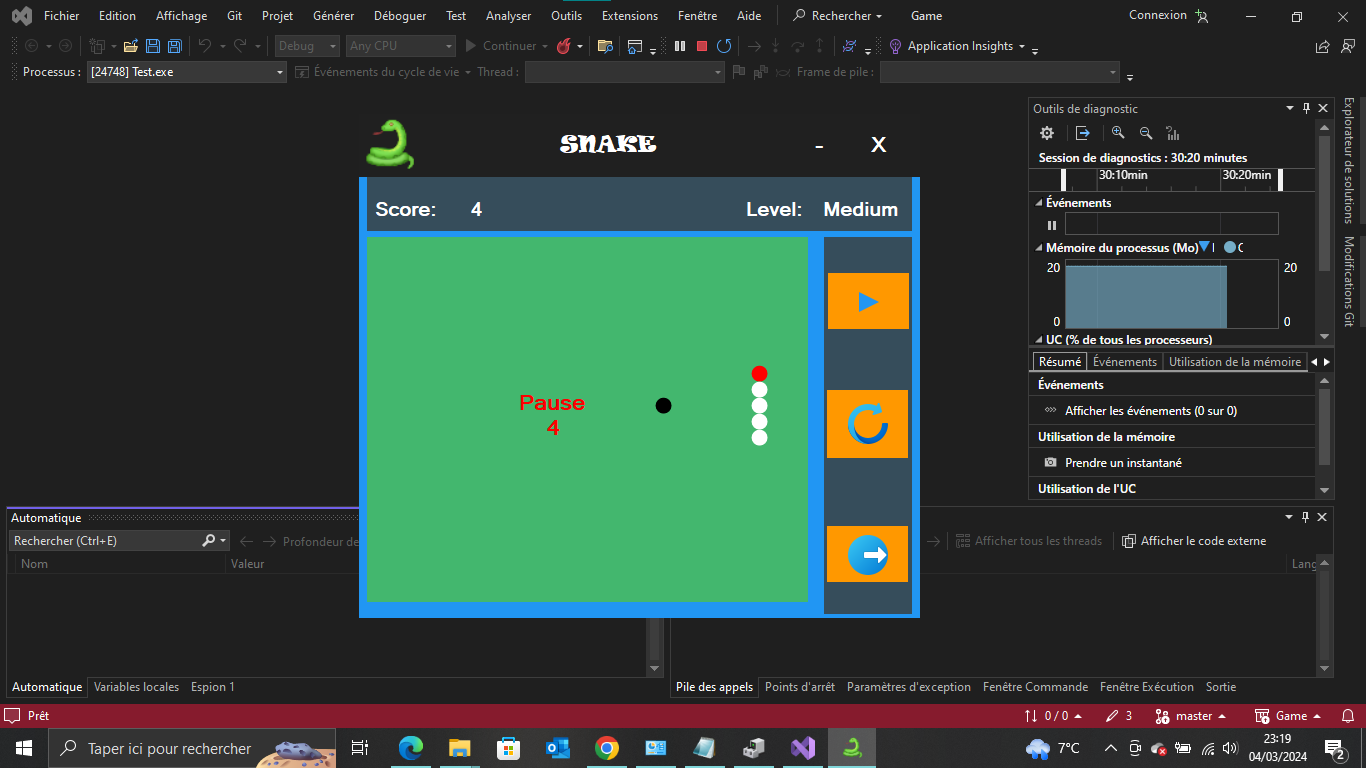 Fichier Edition Affichage Git Projet Générer Déboguer Test Analyser Outils Extensions Fenêtre Aide Rechercher Game Connexion
Debug Any CPU Continuer Application Insights
Processus : [24748] Test.exe Événements du cycle de vie Thread : Frame de pile :
SNAKE - X
Score: 4 Level: Medium
Pause
4
Outils de diagnostic
Session de diagnostics : 30:20 minutes
30:10min 30:20min
Événements
Mémoire du processus (Mo)
20 20
0 0
UC (% de tous les processeurs)
Résumé Événements Utilisation de la mémoire
Événements
Afficher les événements (0 sur 0)
Utilisation de la mémoire
Prendre un instantané
Utilisation de l'UC
Explorateur de solutions
Modifications Git
Automatique
Rechercher (Ctrl+E) Profondeur de
Nom Valeur
Afficher tous les threads Afficher le code externe
Lang
Automatique Variables locales Espion 1
Pile des appels Points d'arrêt Paramètres d'exception Fenêtre Commande Fenêtre Exécution Sortie
Prêt 0 / 0 3 master Game
Taper ici pour rechercher 7°C 23:19
04/03/2024 2